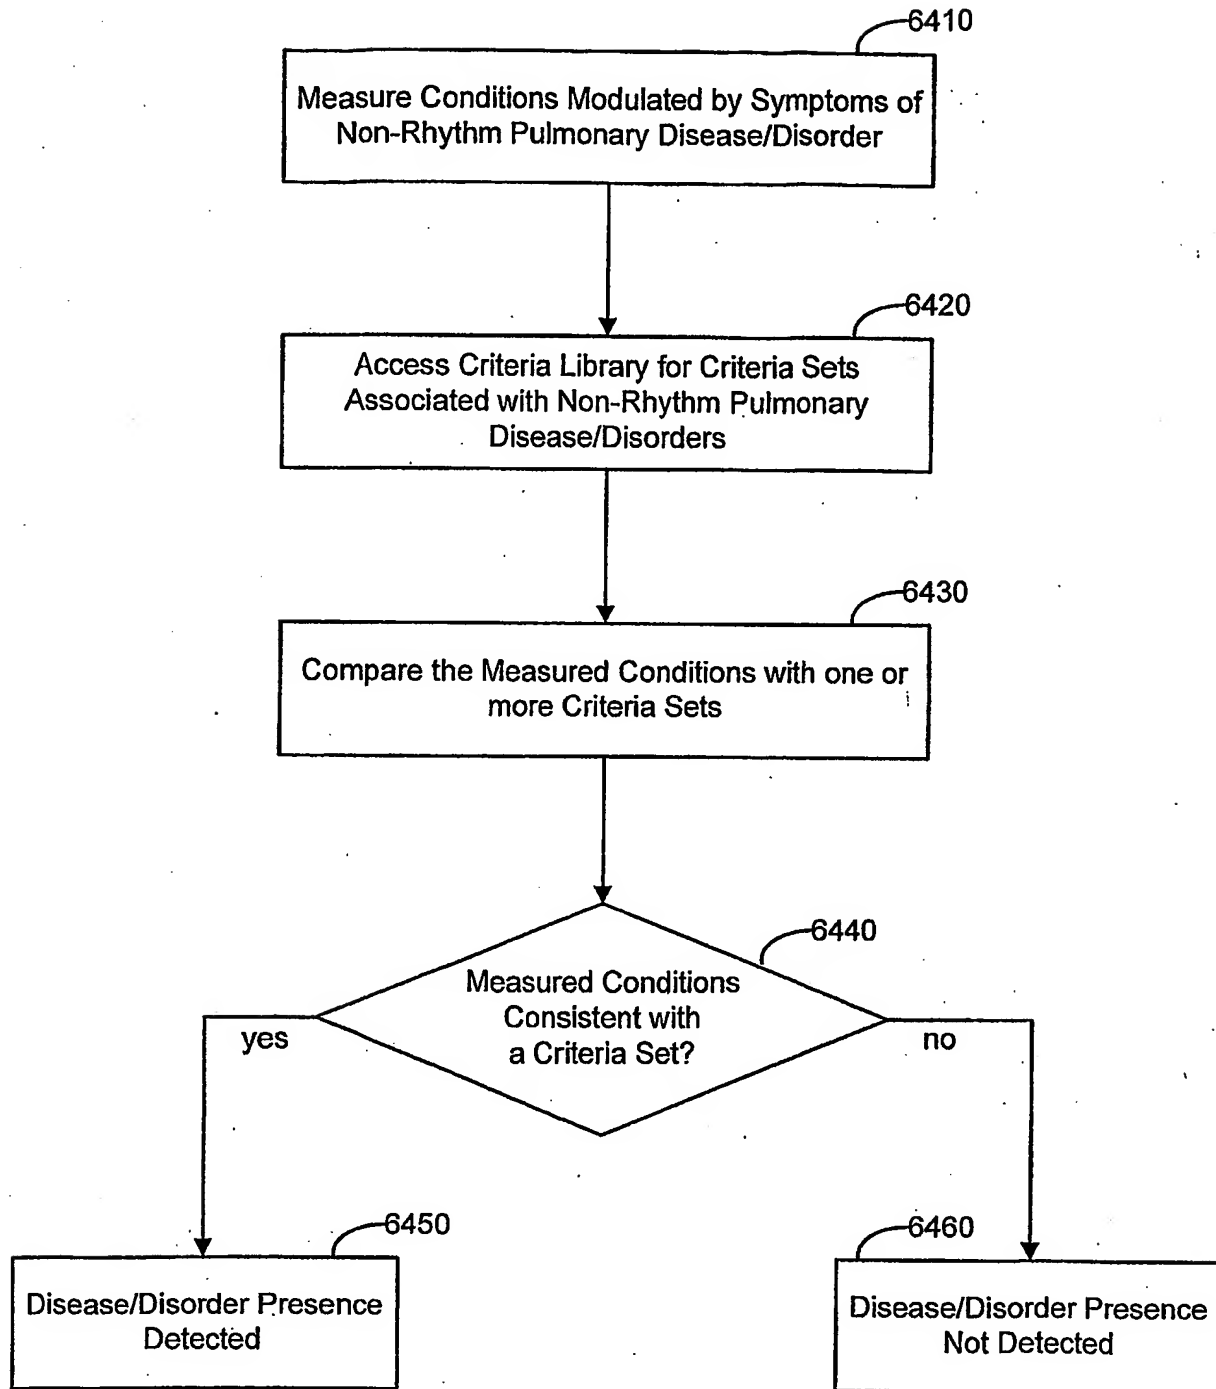 6410
Measure Conditions Modulated by Symptoms of
Non-Rhythm Pulmonary Disease/Disorder
6420
Access Criteria Library for Criteria Sets
Associated with Non-Rhythm Pulmonary
Disease/Disorders
6430
Compare the Measured Conditions with one or
more Criteria Sets
6440
Measured Conditions
Consistent with
a Criteria Set?
yes
no
6450
Disease/Disorder Presence
Detected
6460
Disease/Disorder Presence
Not Detected